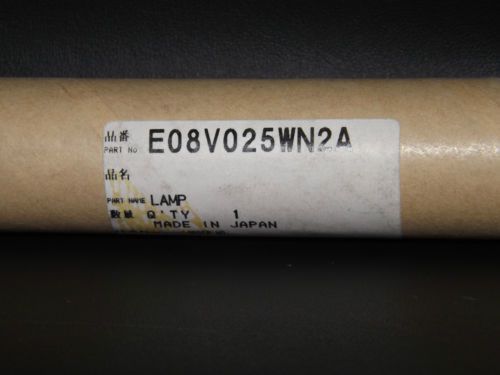 品番
PART NO E08V025WN2A
品名
PART NAME LAMP
数量 Q'TY 1
MADE IN JAPAN